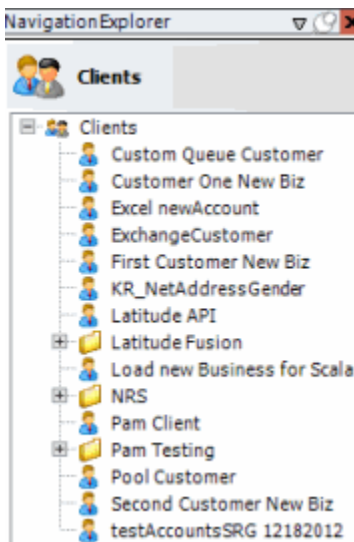 NavigationExplorer
Clients
Clients
Custom Queue Customer
Customer One New Biz
Excel newAccount
ExchangeCustomer
First Customer New Biz
KR_NetAddressGender
Latitude API
Latitude Fusion
Load new Business for Scala
NRS
Pam Client
Pam Testing
Pool Customer
Second Customer New Biz
testAccountsSRG 12182012